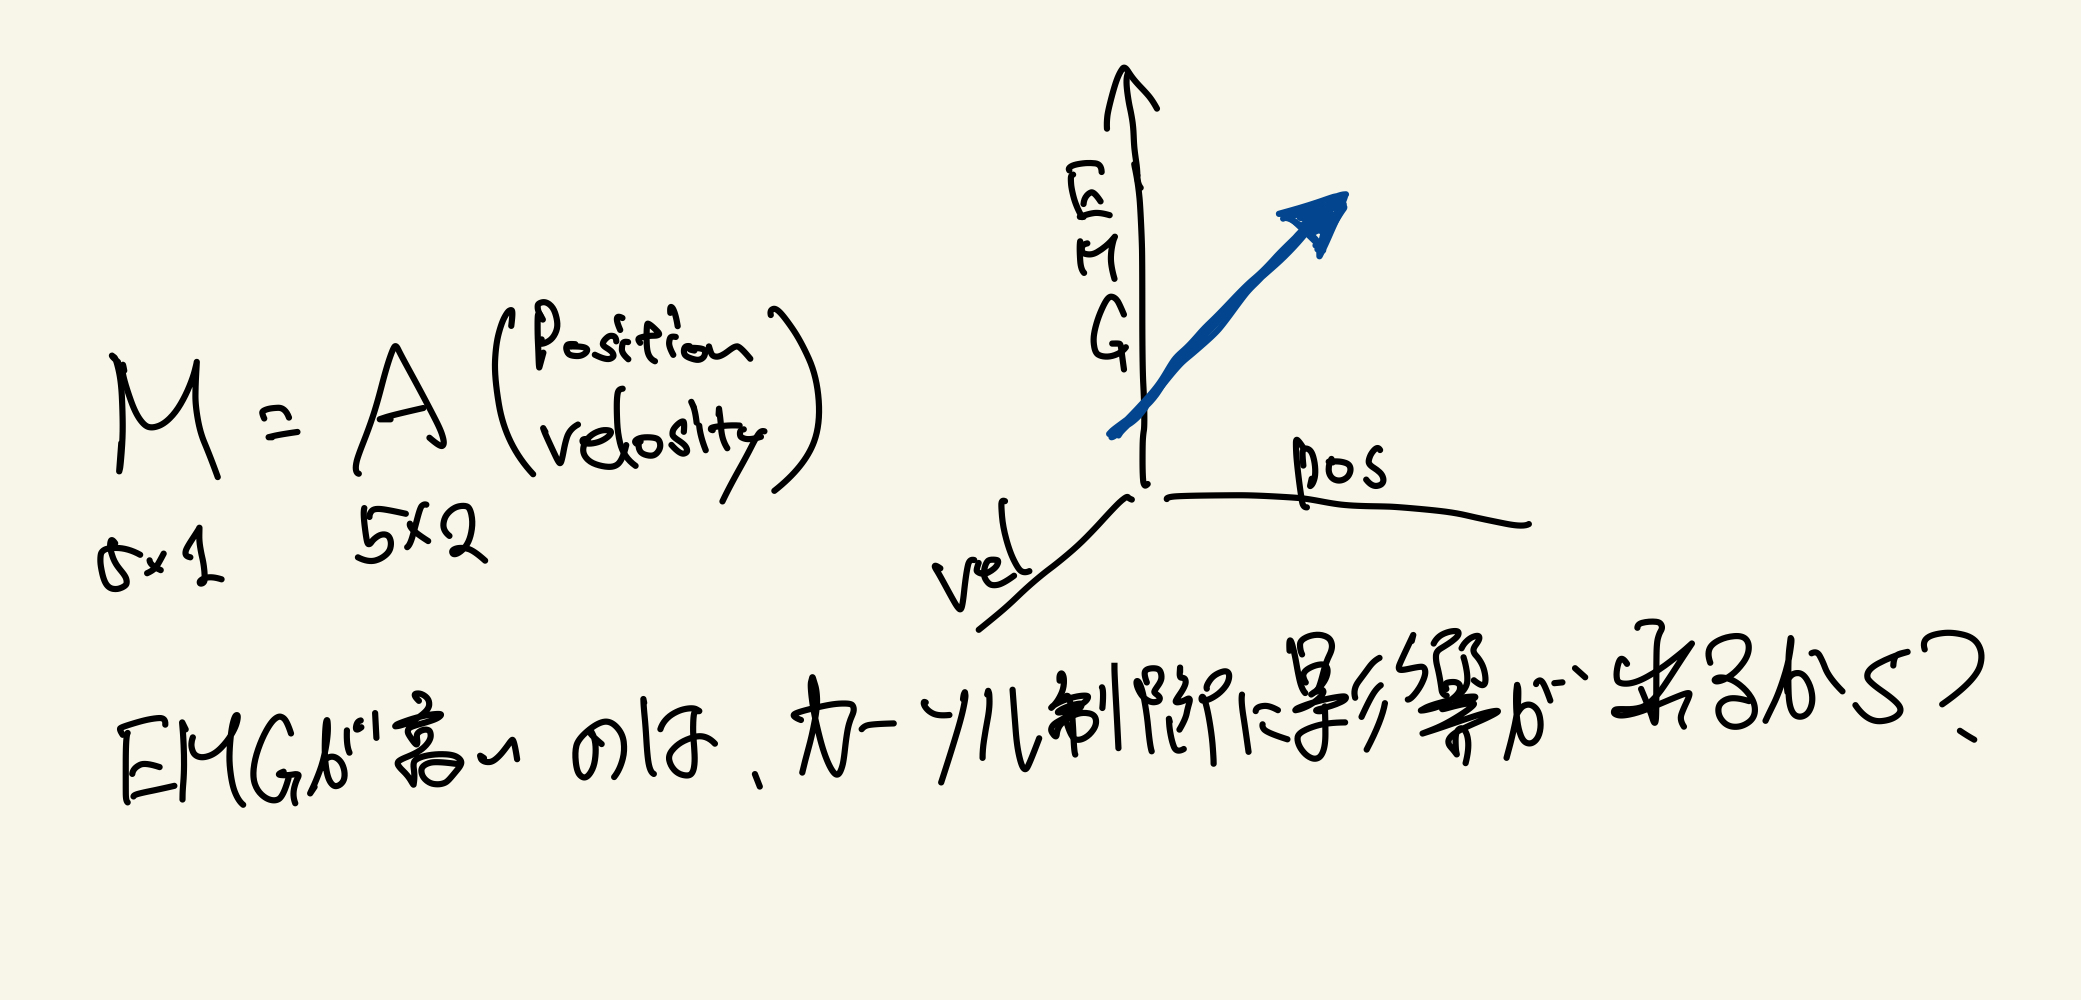 M = A (Position velosity)
5×1 5×2
EMG
pos
vel
EMGが高いのは、カーソル制御に影響が出るから?